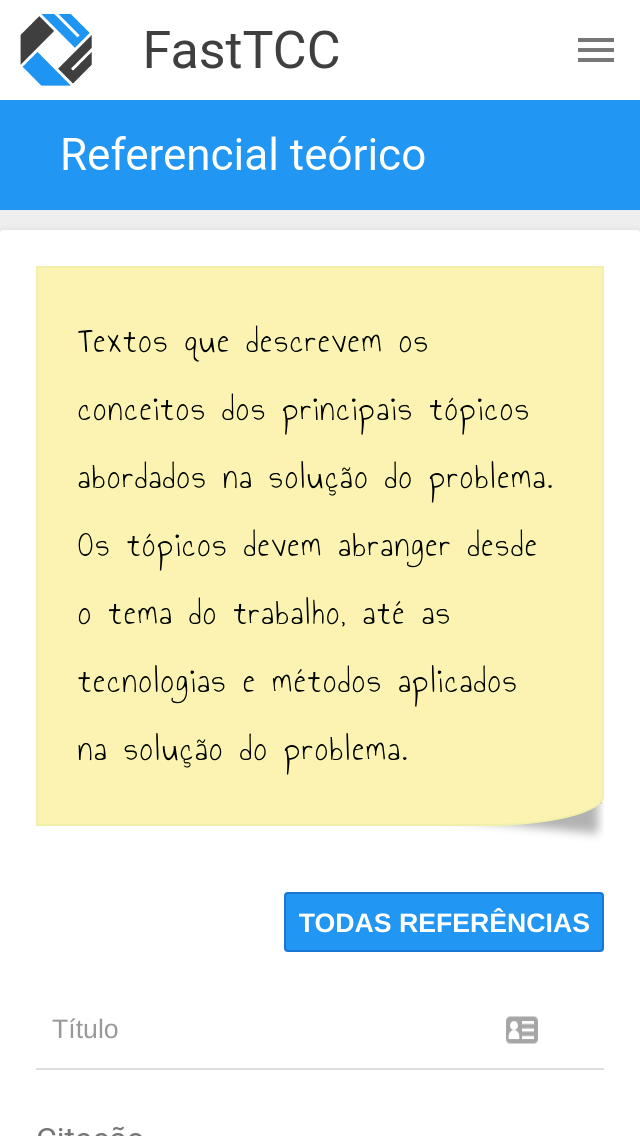 FastTCC
Referencial teórico
Textos que descrevem os
conceitos dos principais tópicos
abordados na solução do problema.
Os tópicos devem abranger desde
o tema do trabalho, até as
tecnologias e métodos aplicados
na solução do problema.
TODAS REFERÊNCIAS
Título
Citação